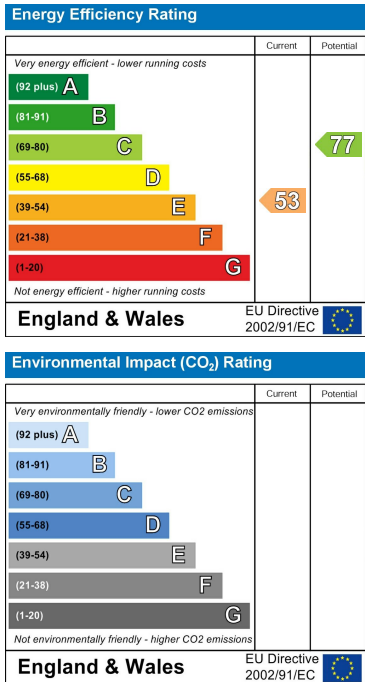 Energy Efficiency Rating
Current Potential
Very energy efficient - lower running costs
(92 plus) A
(81-91) B
(69-80) C
77
(55-68) D
(39-54) E
53
(21-38) F
(1-20) G
Not energy efficient - higher running costs
England & Wales
EU Directive
2002/91/EC
Environmental Impact (CO₂) Rating
Current Potential
Very environmentally friendly - lower CO2 emissions
(92 plus) A
(81-91) B
(69-80) C
(55-68) D
(39-54) E
(21-38) F
(1-20) G
Not environmentally friendly - higher CO2 emissions
England & Wales
EU Directive
2002/91/EC